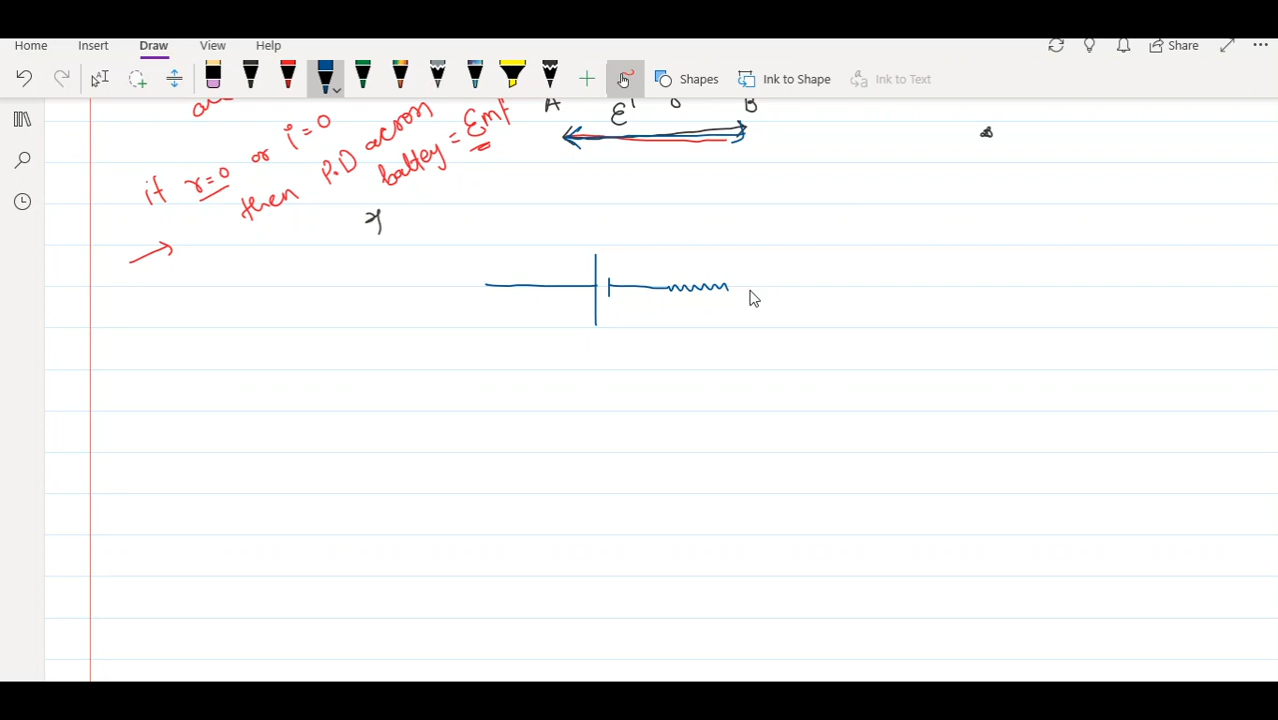 Home Insert Draw View Help
Share
Shapes Ink to Shape Ink to Text
A B
if r=0 or i=0
then P.D across
battey = Emf